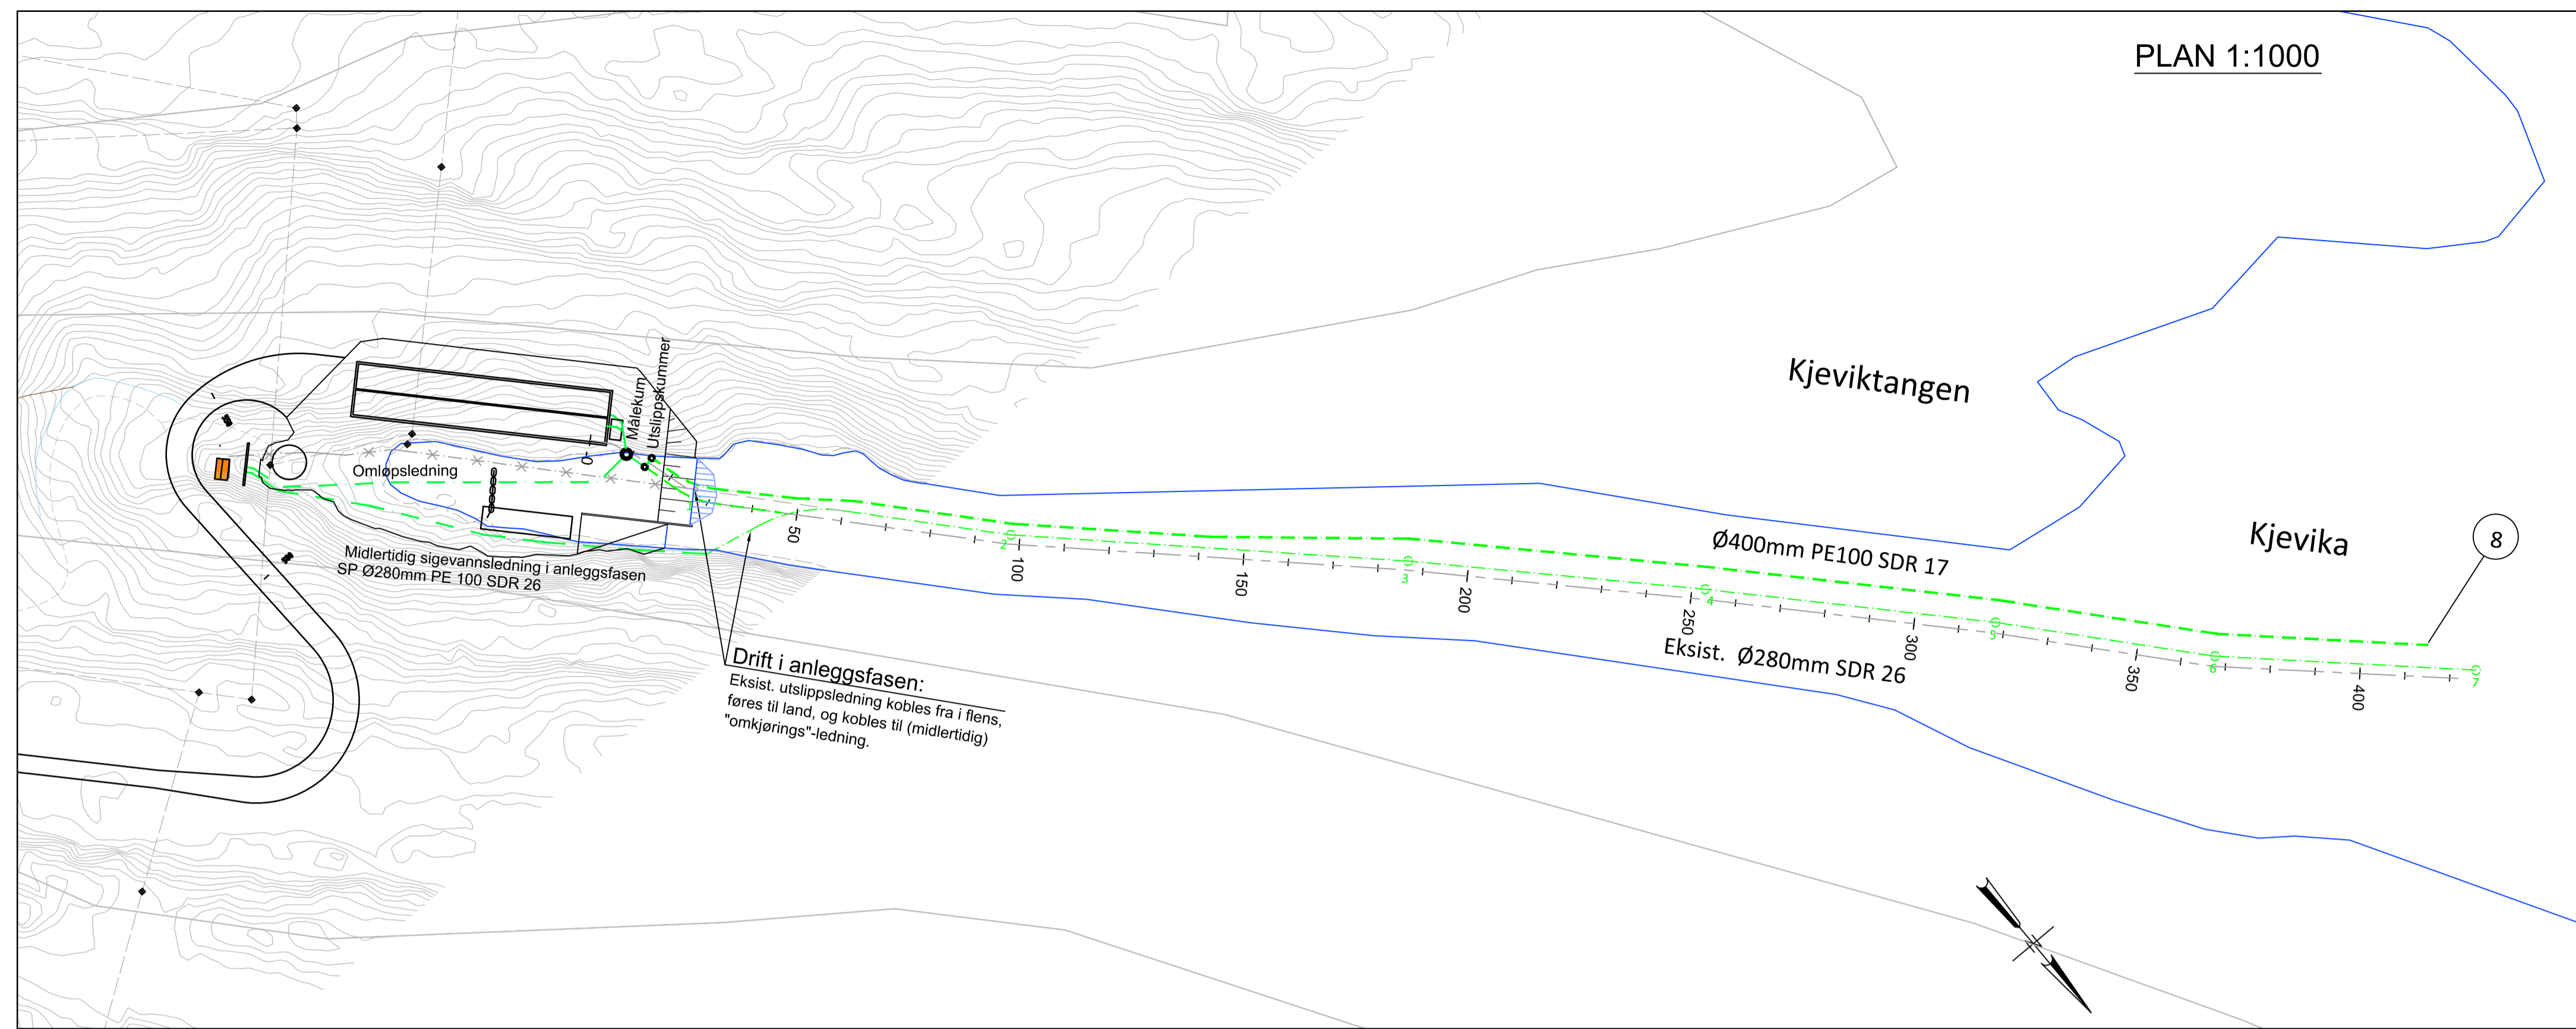 PLAN 1:1000
Kjeviktangen
Kjevika
8
Målekum
Utslippskummer
Omløpsledning
Midlertidig sigevannsledning i anleggsfasen
SP Ø280mm PE 100 SDR 26
Ø400mm PE100 SDR 17
Eksist. Ø280mm SDR 26
0
50
100
150
200
250
300
350
400
2
3
4
5
6
7
Drift i anleggsfasen:
Eksist. utslippsledning kobles fra i flens,
føres til land, og kobles til (midlertidig)
"omkjørings"-ledning.